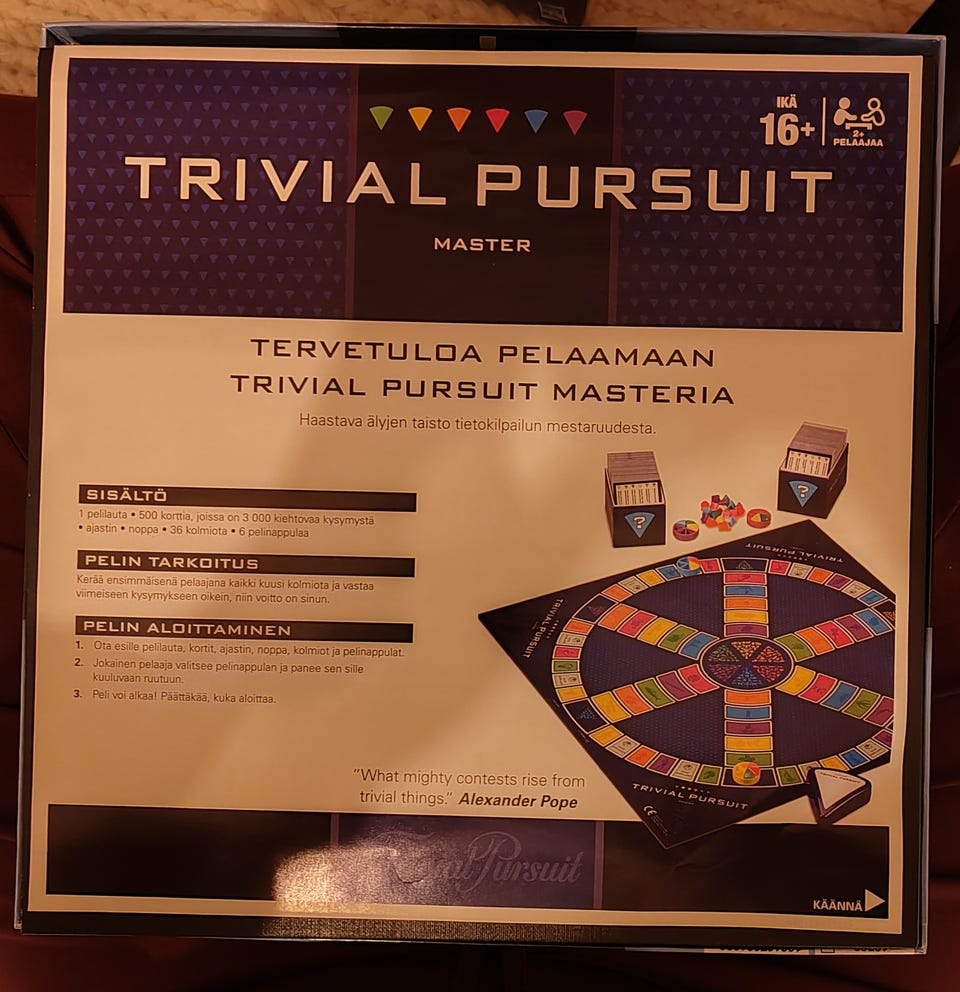 IKÄ
16+
2+
PELAAJAA
TRIVIAL PURSUIT
MASTER
TERVETULOA PELAAMAAN
TRIVIAL PURSUIT MASTERIA
Haastava älyjen taisto tietokilpailun mestaruudesta.
SISÄLTÖ
1 pelilauta • 500 korttia, joissa on 3 000 kiehtovaa kysymystä
• ajastin • noppa • 36 kolmiota • 6 pelinappulaa
PELIN TARKOITUS
Kerää ensimmäisenä pelaajana kaikki kuusi kolmiota ja vastaa
viimeiseen kysymykseen oikein, niin voitto on sinun.
PELIN ALOITTAMINEN
1. Ota esille pelilauta, kortit, ajastin, noppa, kolmiot ja pelinappulat.
2. Jokainen pelaaja valitsee pelinappulan ja panee sen sille
kuuluvaan ruutuun.
3. Peli voi alkaa! Päättäkää, kuka aloittaa.
?
?
TRIVIAL PURSUIT
TRIVIAL PURSUIT
TRIVIAL PURSUIT
CE
"What mighty contests rise from
trivial things." Alexander Pope
Trivial Pursuit
KÄÄNNÄ